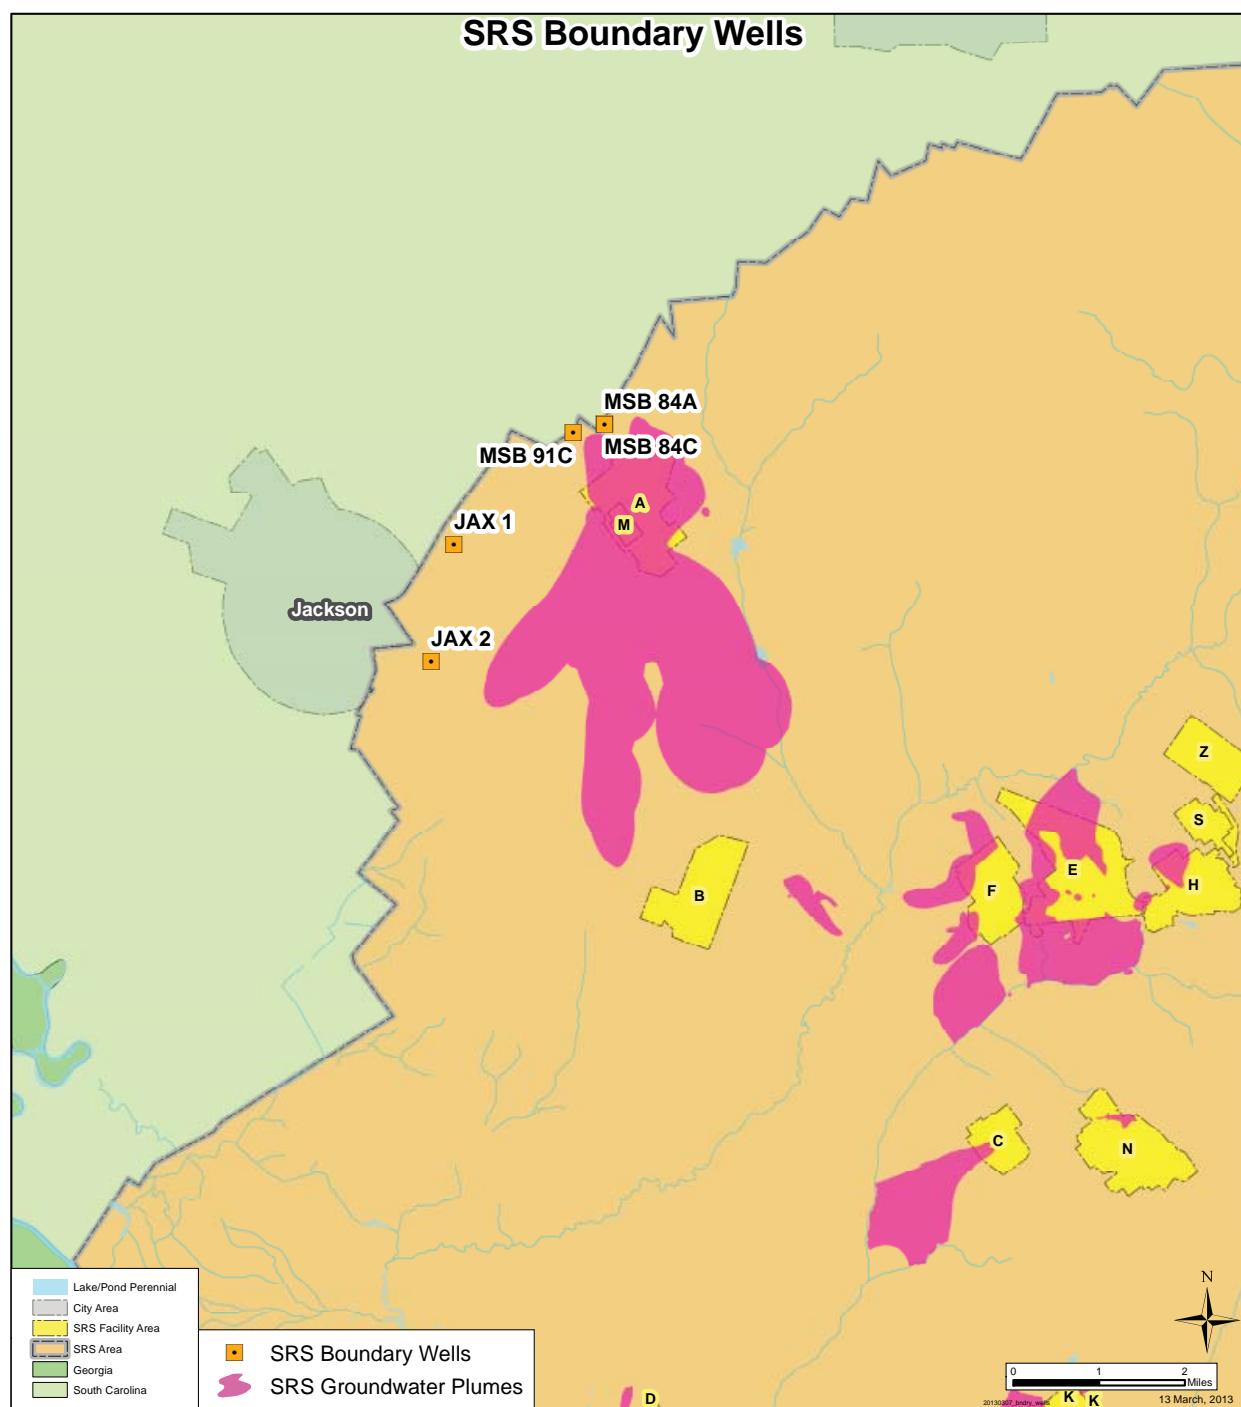 SRS Boundary Wells
MSB 84A
MSB 91C
MSB 84C
A
M
JAX 1
Jackson
JAX 2
Z
S
E
H
F
B
C
N
Lake/Pond Perennial
City Area
SRS Facility Area
SRS Area
Georgia
South Carolina
SRS Boundary Wells
SRS Groundwater Plumes
N
0 1 2
Miles
D
K K
20130307_bndry_wells
13 March, 2013